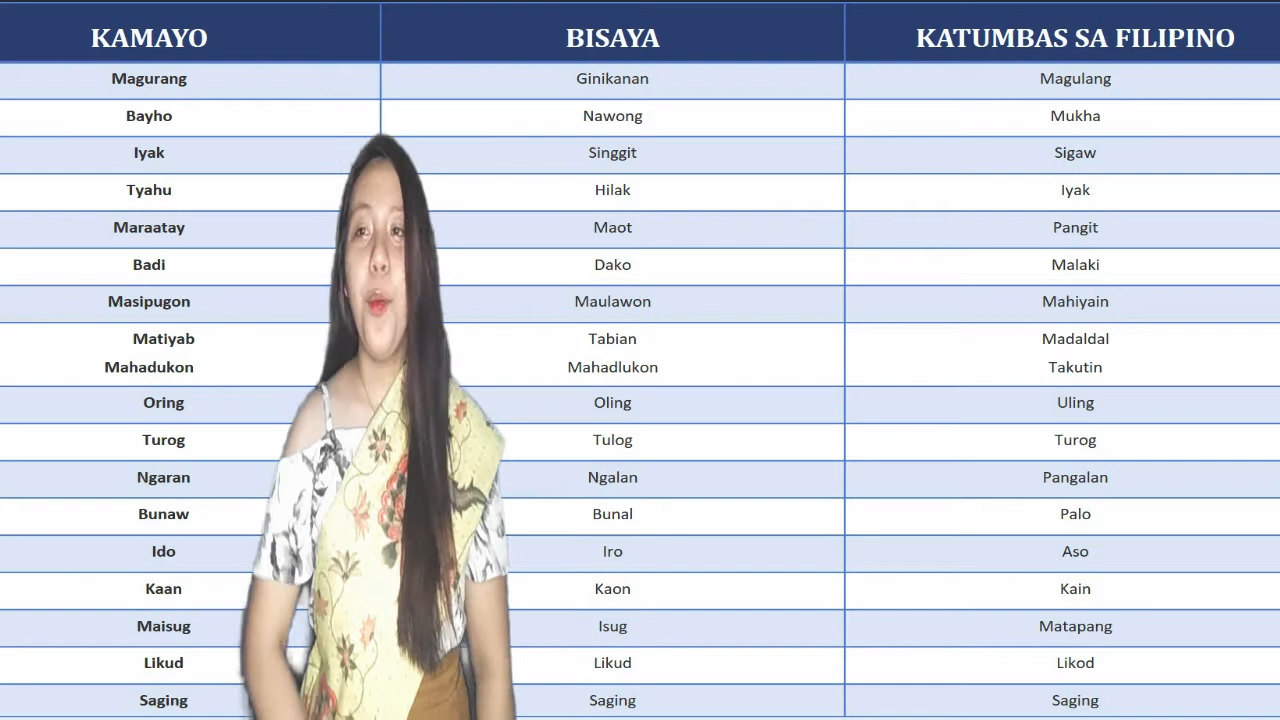 KAMAYO BISAYA KATUMBAS SA FILIPINO
Magurang Ginikanan Magulang
Bayho Nawong Mukha
Iyak Singgit Sigaw
Tyahu Hilak Iyak
Maraatay Maot Pangit
Badi Dako Malaki
Masipugon Maulawon Mahiyain
Matiyab Tabian Madaldal
Mahadukon Mahadlukon Takutin
Oring Oling Uling
Turog Tulog Turog
Ngaran Ngalan Pangalan
Bunaw Bunal Palo
Ido Iro Aso
Kaan Kaon Kain
Maisug Isug Matapang
Likud Likud Likod
Saging Saging Saging